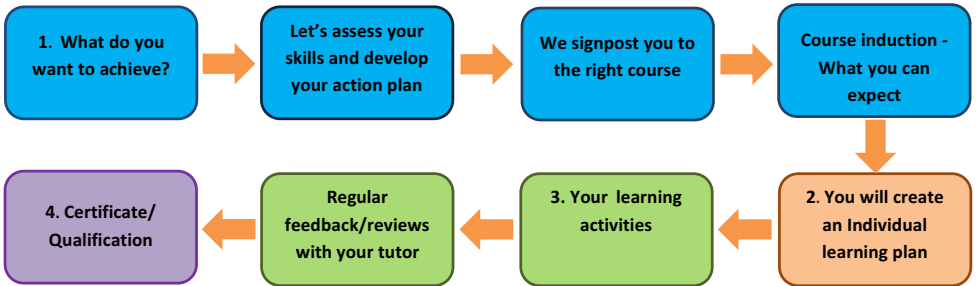 1. What do you
want to achieve?
Let's assess your
skills and develop
your action plan
We signpost you to
the right course
Course induction -
What you can
expect
2. You will create
an Individual
learning plan
3. Your learning
activities
Regular
feedback/reviews
with your tutor
4. Certificate/
Qualification